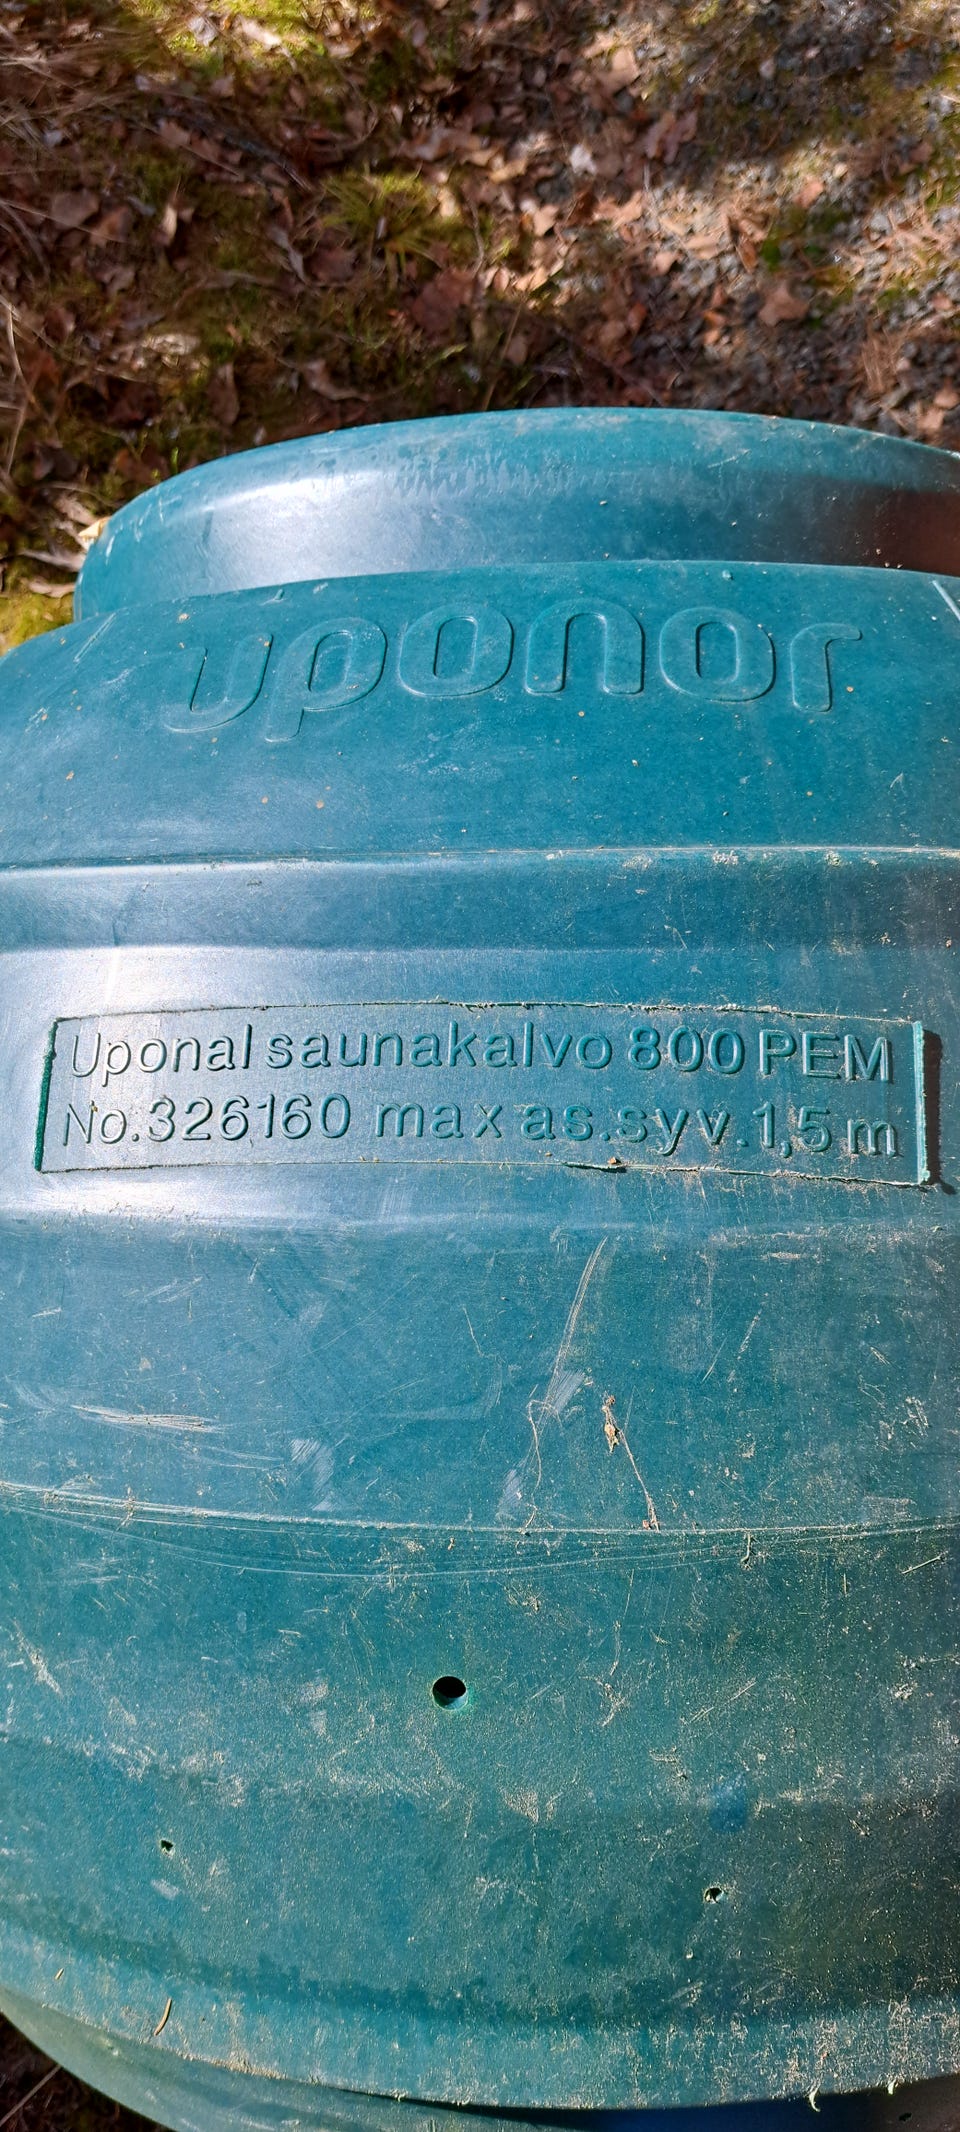 uponor
Uponal saunakalvo 800 PEM
No.326160 max as.syv.1,5 m